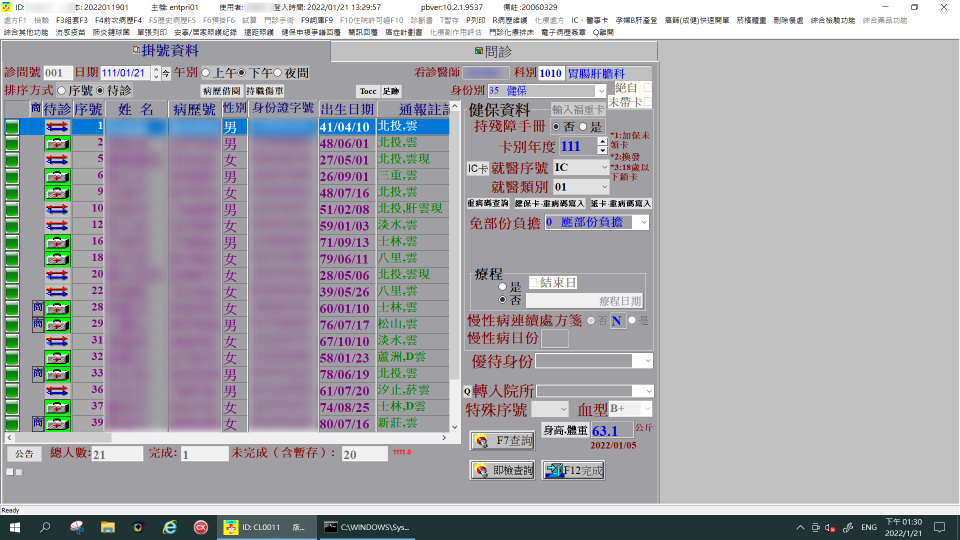 ID: 主:2022011901 主機: entpri01 使用者: 登入時間: 2022/01/21 13:29:57 pbver:10.2.1.9537 備註:20060329
處方F1 檢驗 F3組套F3 F4前次病歷F4 F5歷史病歷F5 F6預掛F6 試算 門診手術 F9詞庫F9 F10住院許可證F10 診斷書 T暫存 P列印 R病歷維護 化療處方 IC、醫事卡 孕婦B肝產登 癌篩(成健)快速開單 菸檳體重 刪除餐處 綜合檢驗功能 綜合藥品功能
綜合其他功能 流感疫苗 肺炎鏈球菌 單張列印 安寧/居家照護紀錄 遠距照護 健保申報爭議回覆 簡訊回覆 癌症計劃書 化療副作用評估 門診化療排床 電子病歷簽章 Q離開
掛號資料
問診
診間號 001 日期 111/01/21 今 午別 上午 下午 夜間 看診醫師 科別 1010 胃腸肝膽科
排序方式 序號 待診 病歷借閱 持職傷單 Tocc 足跡 身份別 35 健保 絕自
未帶卡
商 待診 序號 姓 名 病歷號 性別 身份證字號 出生日期 通報註記
1 男 41/04/10 北投,雲
2 男 48/06/01 北投,雲
5 女 27/05/01 北投,雲現
6 男 26/09/01 三重,雲
9 女 48/07/16 北投,雲
10 男 51/02/08 北投,肝雲現
12 女 59/01/03 淡水,雲
16 男 71/09/13 士林,雲
18 女 79/06/11 八里,雲
20 女 28/05/06 北投,雲現
22 女 39/05/26 八里,雲
商 28 女 60/01/10 士林,雲
商 29 男 76/07/17 松山,雲
31 女 67/10/10 淡水,雲
32 女 58/01/23 蘆洲,D雲
商 33 男 78/06/19 北投,雲
36 男 61/07/20 汐止,菸雲
37 女 74/08/25 士林,D雲
商 39 女 80/07/16 新莊,雲
公告 總人數: 21 完成: 1 未完成（含暫存）: 20 1111-0
健保資料 輸入福重卡
持殘障手冊 否 是
卡別年度 111
IC卡 就醫序號 IC
就醫類別 01
*1:加保未領卡
*2:換發
*3:18歲以下鎖卡
重病碼查詢 健保卡-重病碼寫入 紙卡-重病碼寫入
免部份負擔 0 應部份負擔
療程
是 結束日
否 療程日期
慢性病連續處方箋 否 N 是
慢性病日份
優待身份
Q 轉入院所
特殊序號 血型 B+
F7查詢 身高,體重 63.1 公斤
2022/01/05
即檢查詢 F12完成
Ready
ID: CL0011 版... C:\WINDOWS\Sys... ENG 下午 01:30
2022/1/21